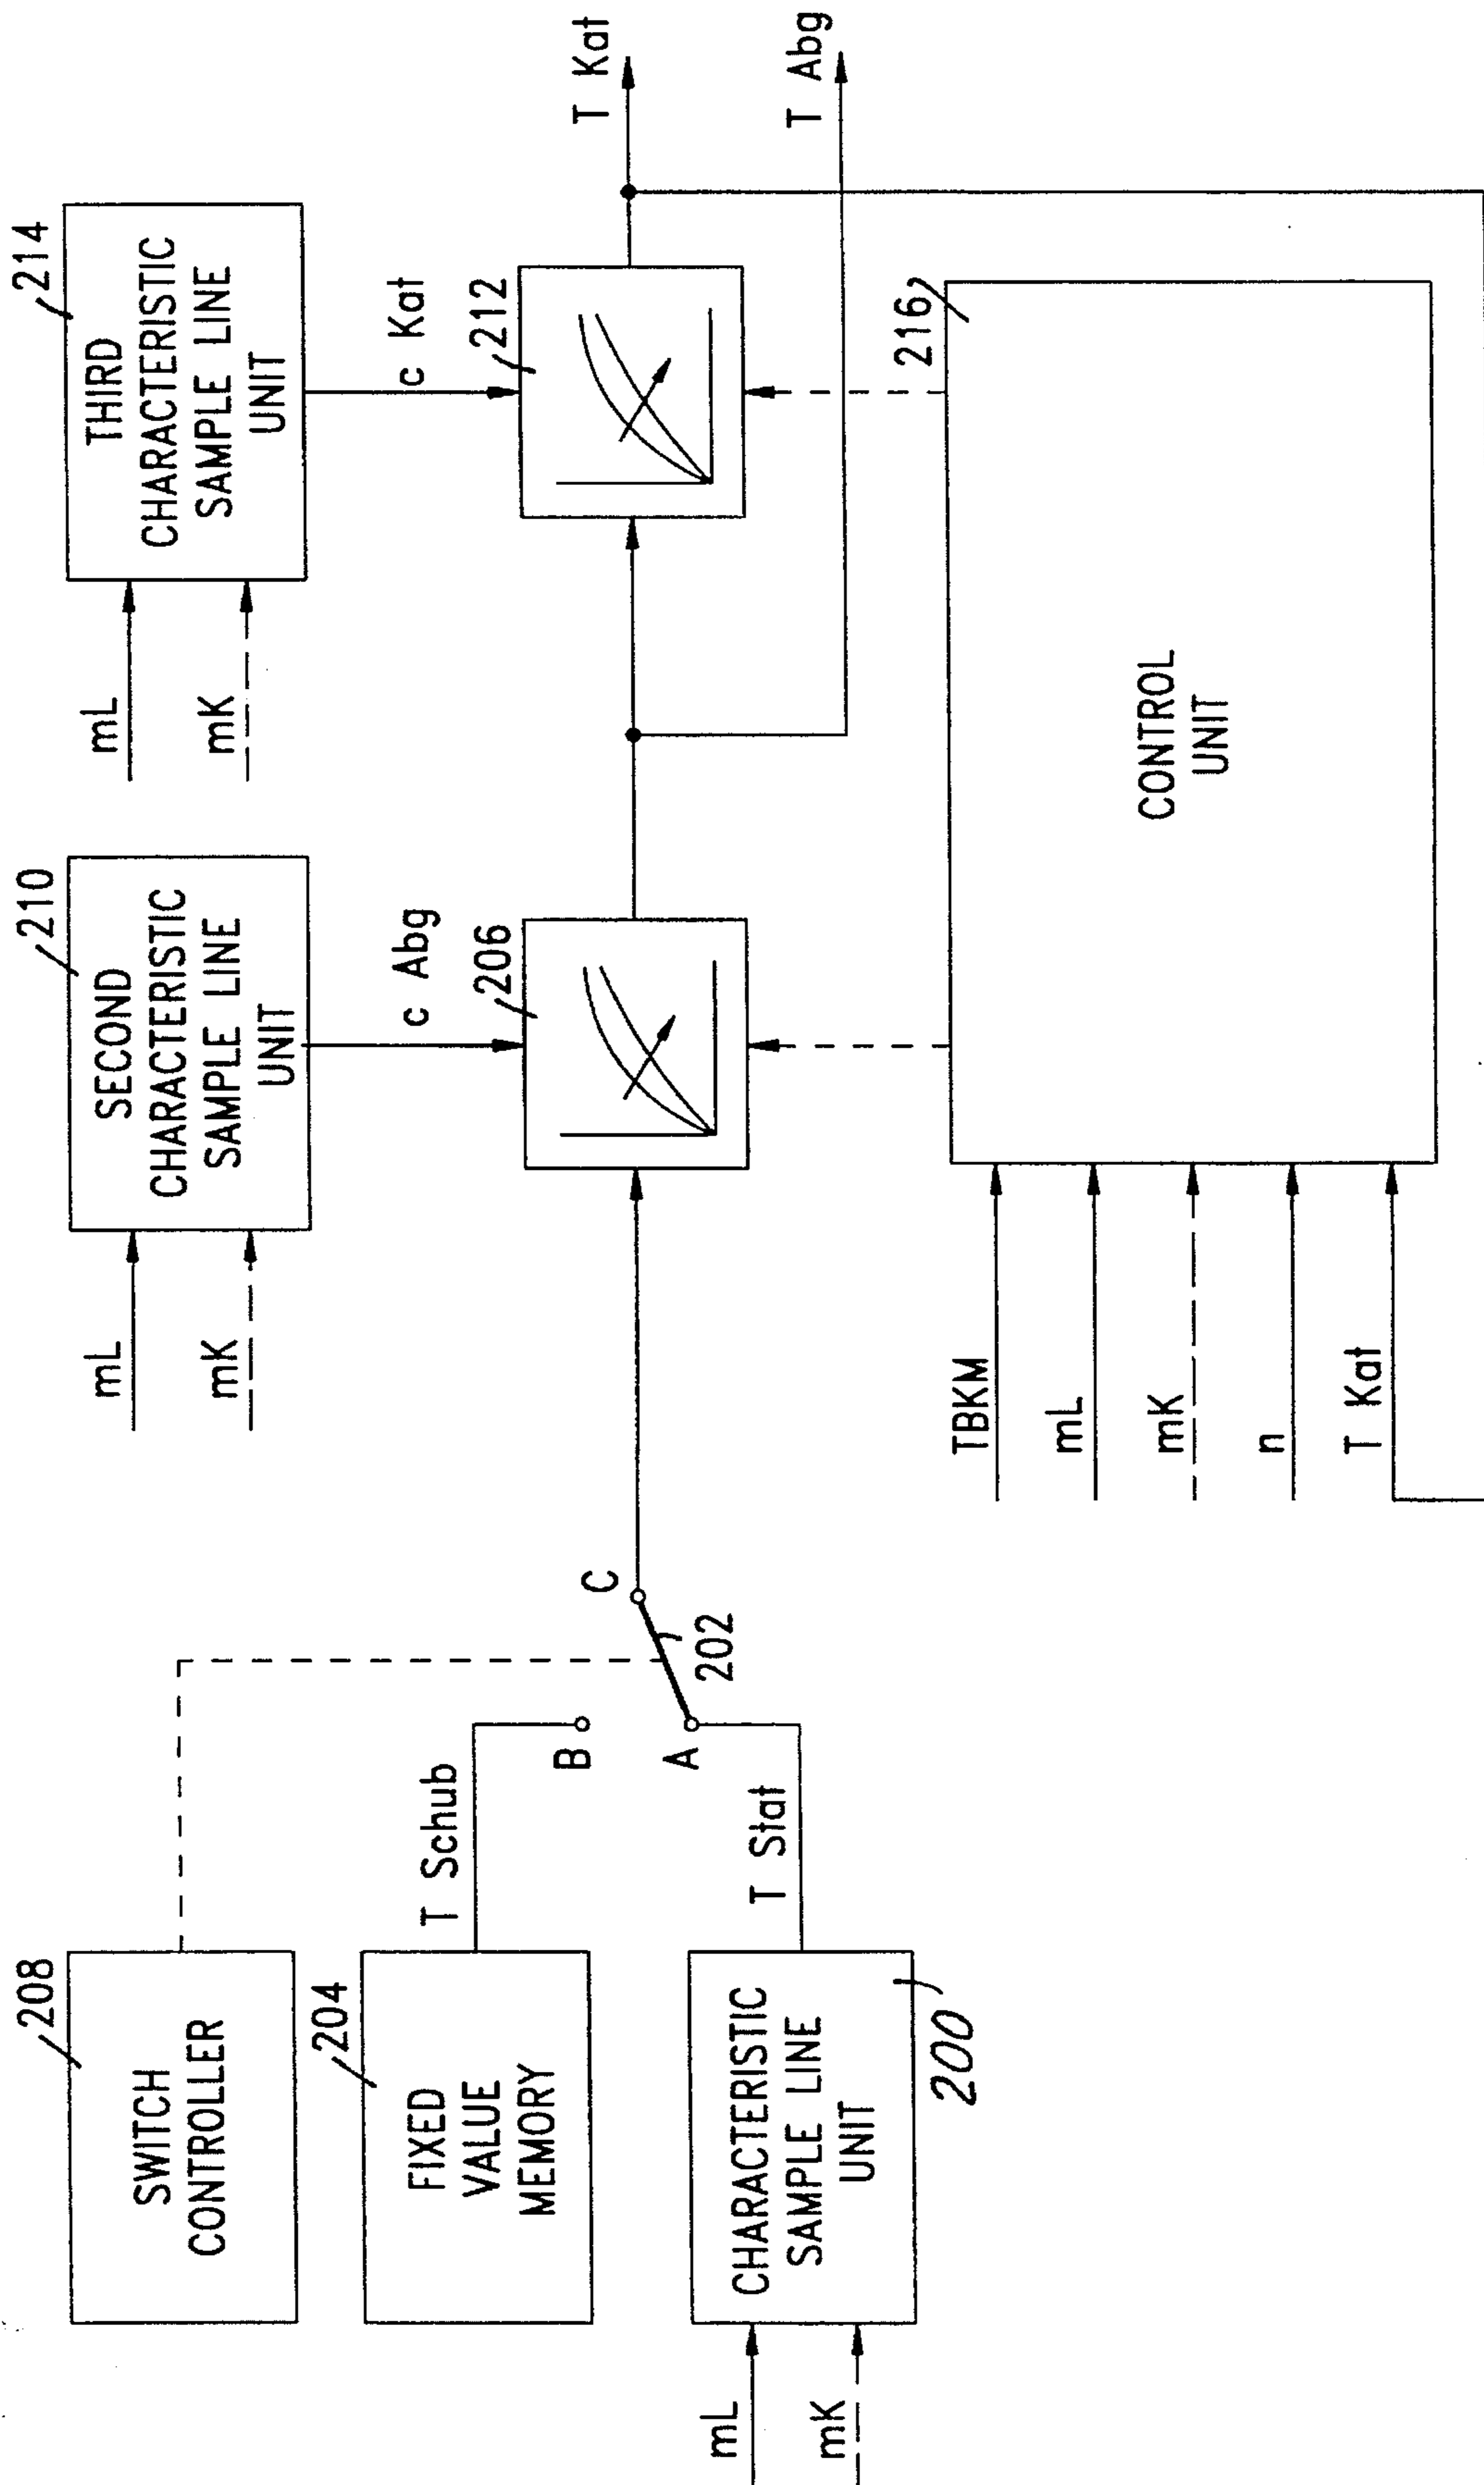 208
SWITCH
CONTROLLER
204
FIXED
VALUE
MEMORY
T Schub
B
A
C
202
T Stat
CHARACTERISTIC
SAMPLE LINE
UNIT
200
mL
mK
210
SECOND
CHARACTERISTIC
SAMPLE LINE
UNIT
mL
mK
c Abg
206
214
THIRD
CHARACTERISTIC
SAMPLE LINE
UNIT
mL
mK
c Kat
212
T Kat
T Abg
216
CONTROL
UNIT
TBKM
mL
mK
n
T Kat